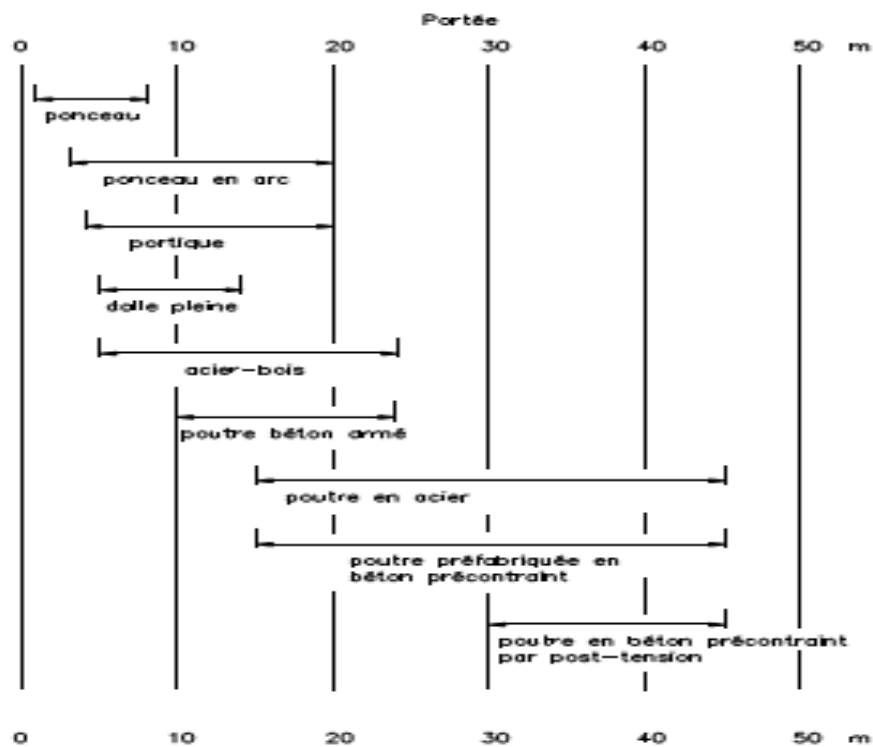 Portée
0 10 20 30 40 50 m
ponceau
ponceau en arc
portique
dalle pleine
acier-bois
poutre béton armé
poutre en acier
poutre préfabriquée en
béton précontraint
poutre en béton précontraint
par post-tension
0 10 20 30 40 50 m